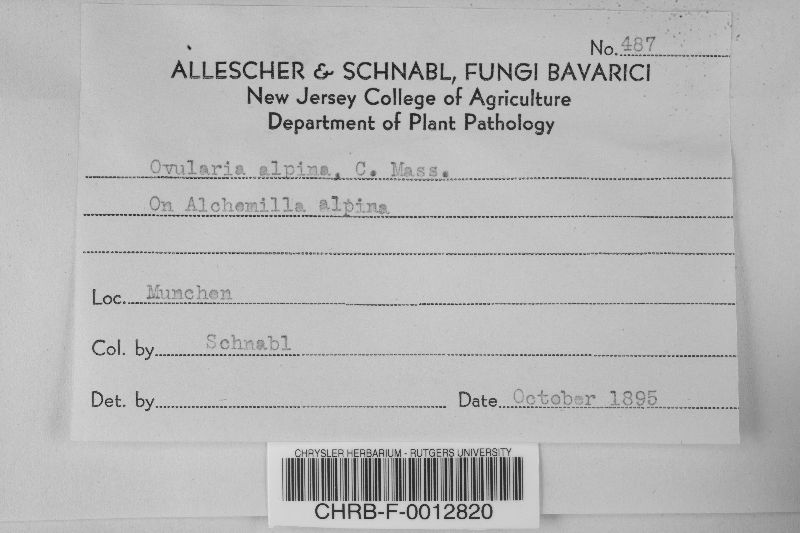 No. 487
ALLESCHER & SCHNABL, FUNGI BAVARICI
New Jersey College of Agriculture
Department of Plant Pathology
Ovularia alpina, C. Mass.
On Alchemilla alpina
Loc. Munchen
Col. by Schnabl
Det. by Date October 1895
CHRYSLER HERBARIUM - RUTGERS UNIVERSITY
CHRB-F-0012820